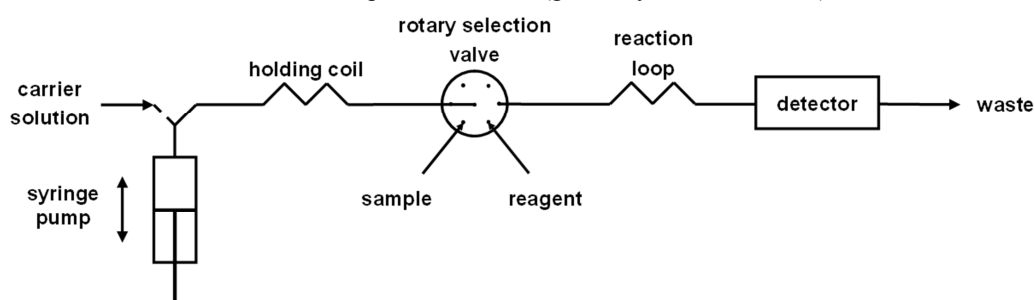 rotary selection
valve
reaction
loop
holding coil
carrier
solution
detector
waste
syringe
pump
sample
reagent